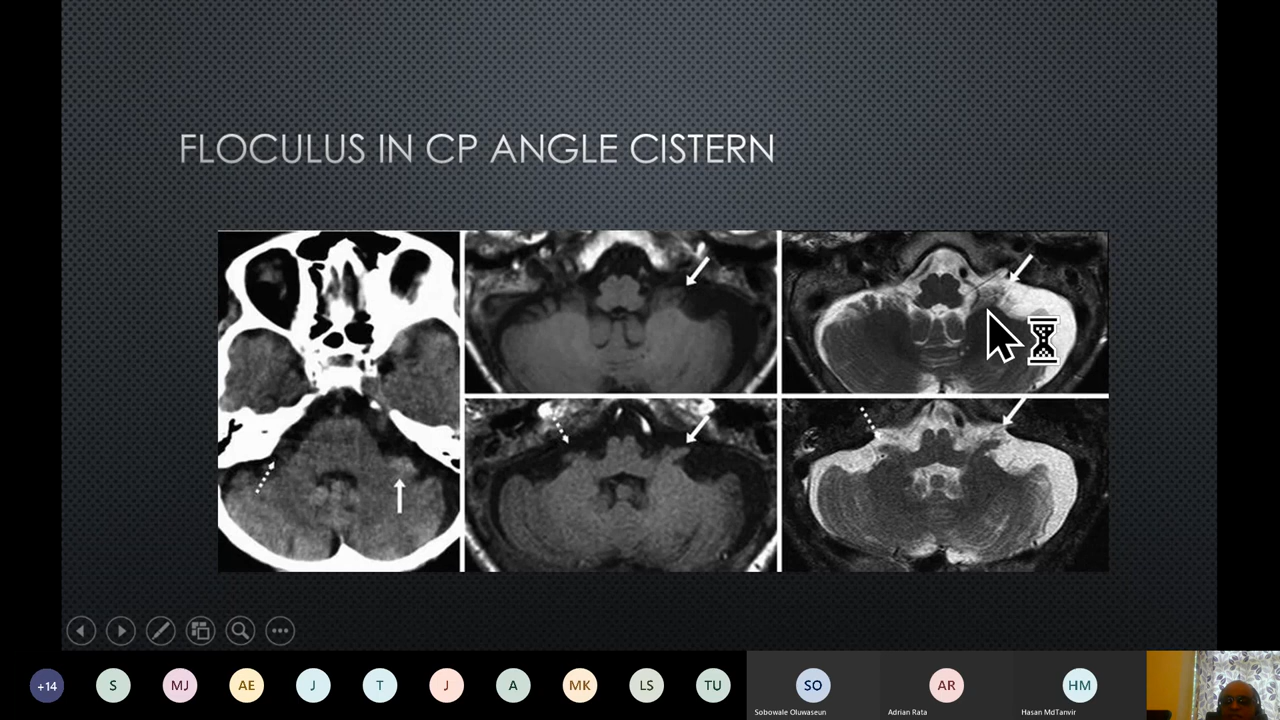 FLOCULUS IN CP ANGLE CISTERN
+14
S
MJ
AE
J
T
J
A
MK
LS
TU
SO
AR
HM
Sobowale Oluwaseun
Adrian Rata
Hasan MdTanvir